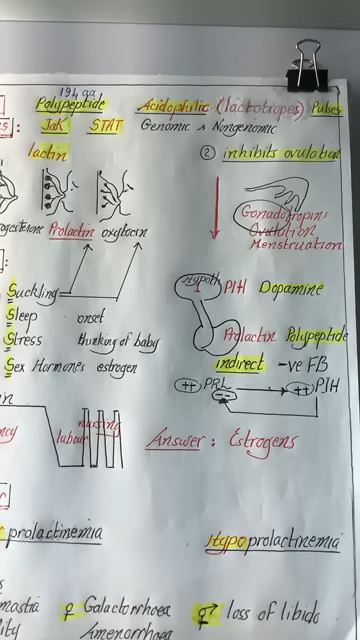 194 aa
Polypeptide Acidophilic (lactotropes) Pulses
JaK STAT Genomic > Nongenomic
lactin ② inhibits ovulation
Gonadotropins
Ovulation
Menstruation
Prolactin oxytocin
Suckling
Hypoth PIH Dopamine
Sleep onset
Stress thinking of baby
Prolactin Polypeptide
Sex Hormones estrogen
indirect -ve FB
++ PRL ++ PIH
--
nursing
labour
Answer : Estrogens
prolactinemia Hypoprolactinemia
mastia ♀ Galactorrhoea loss of libido
Amenorrhoea